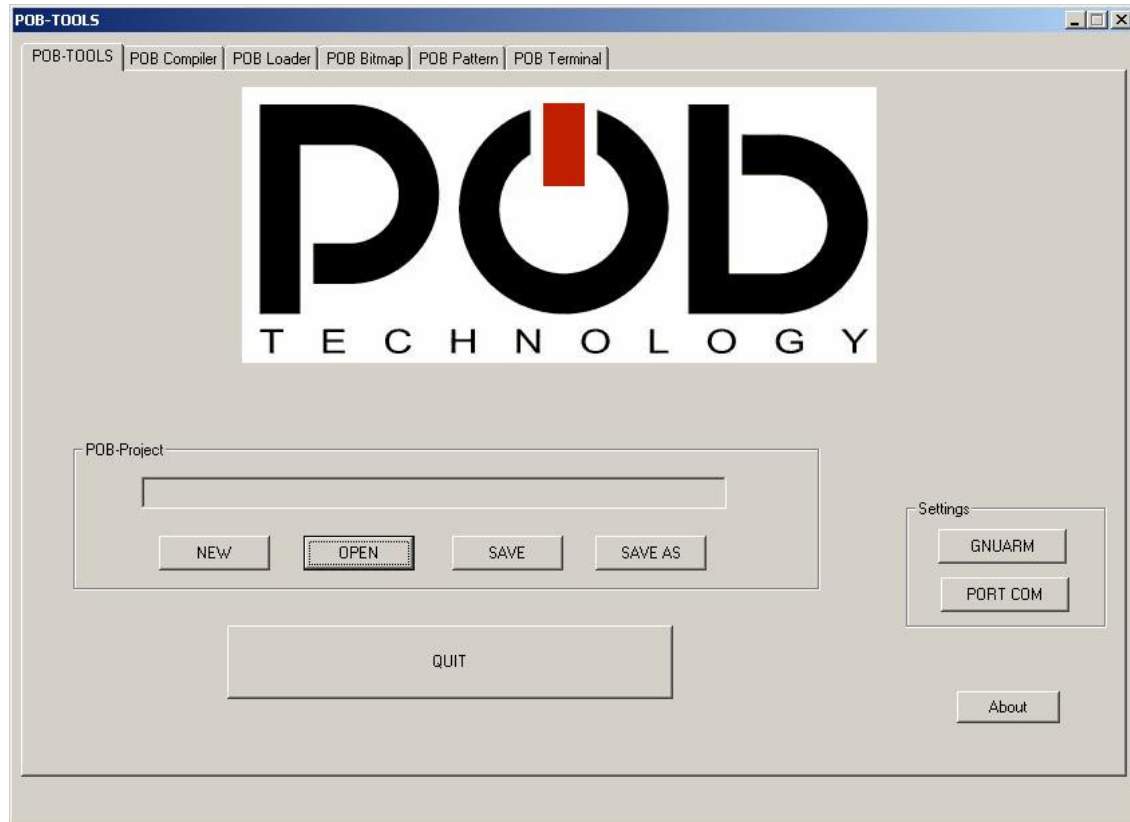 POB-TOOLS
POB-TOOLS POB Compiler POB Loader POB Bitmap POB Pattern POB Terminal
POB
TECHNOLOGY
POB-Project
NEW OPEN SAVE SAVE AS
Settings
GNUARM
PORT COM
QUIT
About